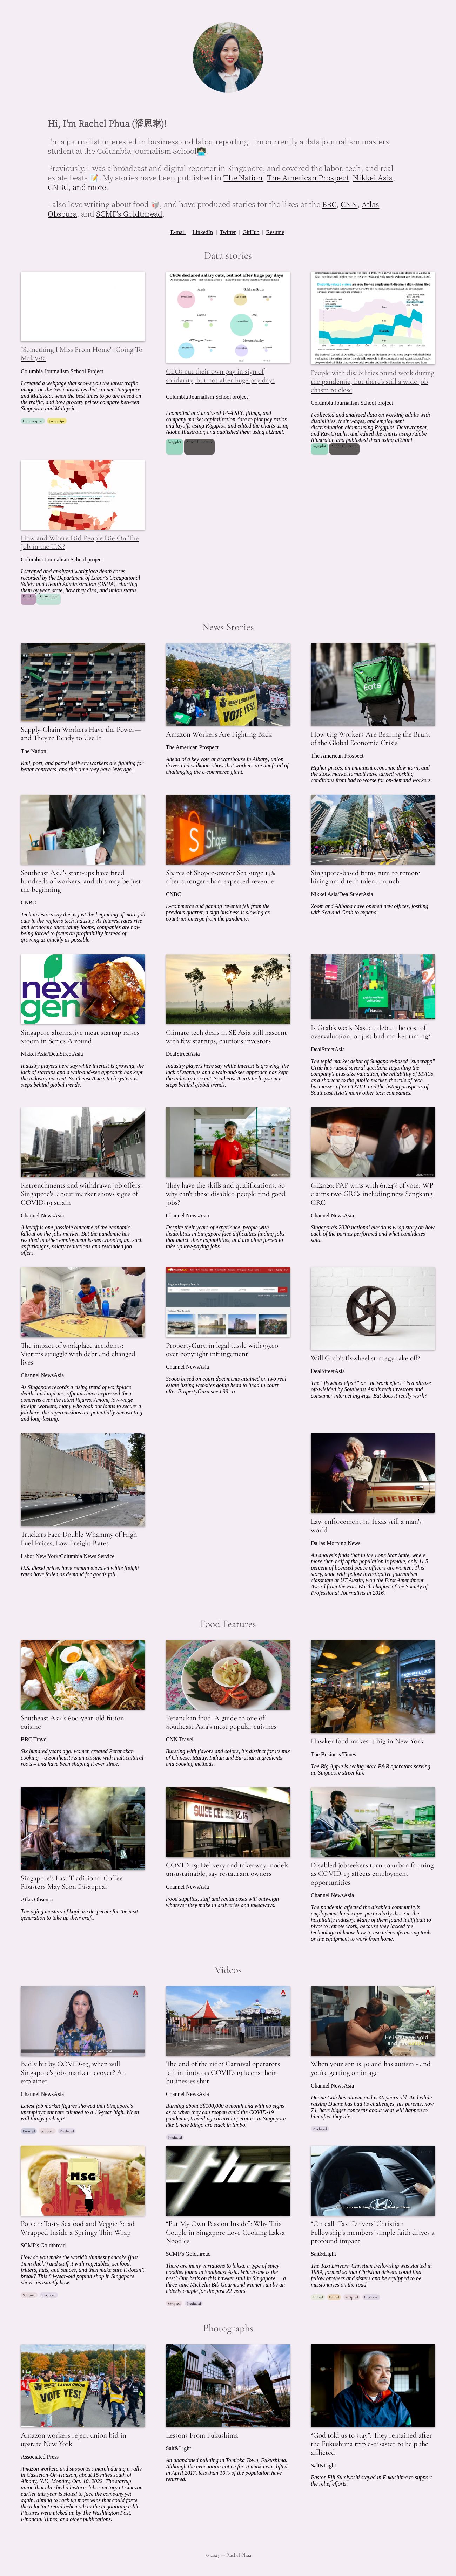 Hi, I'm Rachel Phua (潘恩琳)!
I'm a journalist interested in business and labor reporting. I'm currently a data journalism masters
student at the Columbia Journalism School
Previously, I was a broadcast and digital reporter in Singapore, and covered the labor, tech, and real
estate beats 📝. My stories have been published in The Nation, The American Prospect, Nikkei Asia,
CNBC, and more.
I also love writing about food 🍜, and have produced stories for the likes of the BBC, CNN, Atlas
Obscura, and SCMP's Goldthread.
E-mail | LinkedIn | Twitter | GitHub | Resume
Data stories
"Something I Miss From Home": Going To
Malaysia
Columbia Journalism School Project
I created a webpage that shows you the latest traffic
images on the two causeways that connect Singapore
and Malaysia, when the best times to go are based on
the traffic, and how grocery prices compare between
Singapore and Malaysia.
Datawrapper Javascript
CEOs declared salary cuts, but not after huge pay days
CEOs cut their own pay in sign of
solidarity, but not after huge pay days
Columbia Journalism School project
I compiled and analyzed 14-A SEC filings, and
company market capitalization data to plot pay ratios
and layoffs using R/ggplot, and edited the charts using
Adobe Illustrator, and published them using ai2html.
R/ggplot
People with disabilities found work during
the pandemic, but there's still a wide job
chasm to close
Columbia Journalism School project
I collected and analyzed data on working adults with
disabilities, their wages, and employment
discrimination claims using R/ggplot, Datawrapper,
and RawGraphs, and edited the charts using Adobe
Illustrator, and published them using ai2html.
R/ggplot
How and Where Did People Die On The
Job in the U.S.?
Columbia Journalism School project
I scraped and analyzed workplace death cases
recorded by the Department of Labor's Occupational
Safety and Health Administration (OSHA), charting
them by year, state, how they died, and union status.
Datawrapper
News Stories
VOTE YES!
Uber
Eats
Supply-Chain Workers Have the Power—
and They're Ready to Use It
The Nation
Rail, port, and parcel delivery workers are fighting for
better contracts, and this time they have leverage.
Amazon Workers Are Fighting Back
The American Prospect
Ahead of a key vote at a warehouse in Albany, union
drives and walkouts show that workers are unafraid of
challenging the e-commerce giant.
How Gig Workers Are Bearing the Brunt
of the Global Economic Crisis
The American Prospect
Higher prices, an imminent economic downturn, and
the stock market turmoil have turned working
conditions from bad to worse for on-demand workers.
Southeast Asia's start-ups have fired
hundreds of workers, and this may be just
the beginning
CNBC
Tech investors say this is just the beginning of more job
cuts in the region's tech industry. As interest rates rise
and economic uncertainty looms, companies are now
being forced to focus on profitability instead of
growing as quickly as possible.
Shares of Shopee-owner Sea surge 14%
after stronger-than-expected revenue
CNBC
E-commerce and gaming revenue fell from the
previous quarter, a sign business is slowing as
countries emerge from the pandemic.
Singapore-based firms turn to remote
hiring amid tech talent crunch
Nikkei Asia/DealStreetAsia
Zoom and Alibaba have opened new offices, jostling
with Sea and Grab to expand.
next
gen
Singapore alternative meat startup raises
$100m in Series A round
Nikkei Asia/DealStreetAsia
Industry players here say while interest is growing, the
lack of startups and a wait-and-see approach has kept
the industry nascent. Southeast Asia's tech system is
steps behind global trends.
Climate tech deals in SE Asia still nascent
with few startups, cautious investors
DealStreetAsia
Industry players here say while interest is growing, the
lack of startups and a wait-and-see approach has kept
the industry nascent. Southeast Asia's tech system is
steps behind global trends.
Is Grab's weak Nasdaq debut the cost of
overvaluation, or just bad market timing?
DealStreetAsia
The tepid market debut of Singapore-based "superapp"
Grab has raised several questions regarding the
company's plus-size valuation, the reliability of SPACs
as a shortcut to the public market, the role of tech
businesses after COVID, and the listing prospects of
Southeast Asia's many other tech companies.
Retrenchments and withdrawn job offers:
Singapore's labour market shows signs of
COVID-19 strain
Channel NewsAsia
A layoff is one possible outcome of the economic
fallout on the jobs market. But the pandemic has
resulted in other employment issues cropping up, such
as furloughs, salary reductions and rescinded job
offers.
They have the skills and qualifications. So
why can't these disabled people find good
jobs?
Channel NewsAsia
Despite their years of experience, people with
disabilities in Singapore face difficulties finding jobs
that match their capabilities, and are often forced to
take up low-paying jobs.
GE2020: PAP wins with 61.24% of vote; WP
claims two GRCs including new Sengkang
GRC
Channel NewsAsia
Singapore's 2020 national elections wrap story on how
each of the parties performed and what candidates
said.
The impact of workplace accidents:
Victims struggle with debt and changed
lives
Channel NewsAsia
As Singapore records a rising trend of workplace
deaths and injuries, officials have expressed their
concerns over the latest figures. Among low-wage
foreign workers, many who took out loans to secure a
job here, the repercussions are potentially devastating
and long-lasting.
PropertyGuru in legal tussle with 99.co
over copyright infringement
Channel NewsAsia
Scoop based on court documents attained on two real
estate listing websites going head to head in court
after PropertyGuru sued 99.co.
Will Grab's flywheel strategy take off?
DealStreetAsia
The "flywheel effect" or "network effect" is a phrase
oft-wielded by Southeast Asia's tech investors and
consumer internet bigwigs. But does it really work?
SHERIFF
Truckers Face Double Whammy of High
Fuel Prices, Low Freight Rates
Labor New York/Columbia News Service
U.S. diesel prices have remain elevated while freight
rates have fallen as demand for goods fall.
Law enforcement in Texas still a man's
world
Dallas Morning News
An analysis finds that in the Lone Star State, where
more than half of the population is female, only 11.5
percent of licensed peace officers are women. This
story, done with fellow investigative journalism
classmate at UT Austin, won the First Amendment
Award from the Fort Worth chapter of the Society of
Professional Journalists in 2016.
Food Features
Southeast Asia's 600-year-old fusion
cuisine
BBC Travel
Six hundred years ago, women created Peranakan
cooking – a Southeast Asian cuisine with multicultural
roots – and have been shaping it ever since.
Peranakan food: A guide to one of
Southeast Asia's most popular cuisines
CNN Travel
Bursting with flavors and colors, it's distinct for its mix
of Chinese, Malay, Indian and Eurasian ingredients
and cooking methods.
Hawker food makes it big in New York
The Business Times
The Big Apple is seeing more F&B operators serving
up Singapore street fare
GUICE KEE
Singapore's Last Traditional Coffee
Roasters May Soon Disappear
Atlas Obscura
The aging masters of kopi are desperate for the next
generation to take up their craft.
COVID-19: Delivery and takeaway models
unsustainable, say restaurant owners
Channel NewsAsia
Food supplies, staff and rental costs will outweigh
whatever they make in deliveries and takeaways.
Disabled jobseekers turn to urban farming
as COVID-19 affects employment
opportunities
Channel NewsAsia
The pandemic affected the disabled community's
employment landscape, particularly those in the
hospitality industry. Many of them found it difficult to
pivot to remote work, because they lacked the
technological know-how to use teleconferencing tools
or the equipment to work from home.
Videos
Badly hit by COVID-19, when will
Singapore's jobs market recover? An
explainer
Channel NewsAsia
Latest job market figures showed that Singapore's
unemployment rate climbed to a 16-year high. When
will things pick up?
Scripted Produced
The end of the ride? Carnival operators
left in limbo as COVID-19 keeps their
businesses shut
Channel NewsAsia
Burning about S$100,000 a month and with no signs
as to when they can reopen amid the COVID-19
pandemic, travelling carnival operators in Singapore
like Uncle Ringo are stuck in limbo.
Produced
When your son is 40 and has autism - and
you're getting on in age
Channel NewsAsia
Duane Goh has autism and is 40 years old. And while
raising Duane has had its challenges, his parents, now
74, have bigger concerns about what will happen to
him after they die.
Produced
MSG
Popiah: Tasty Seafood and Veggie Salad
Wrapped Inside a Springy Thin Wrap
SCMP's Goldthread
How do you make the world's thinnest pancake (just
1mm thick!) and stuff it with vegetables, seafood,
fritters, nuts, and sauces, and then make sure it doesn't
break? This 84-year-old popiah shop in Singapore
shows us exactly how.
Scripted Produced
"Put My Own Passion Inside": Why This
Couple in Singapore Love Cooking Laksa
Noodles
SCMP's Goldthread
There are many variations to laksa, a type of spicy
noodles found in Southeast Asia. Which one is the
best? Our bet's on this hawker stall in Singapore — a
three-time Michelin Bib Gourmand winner run by an
elderly couple for the past 22 years.
Scripted Produced
"On call: Taxi Drivers' Christian
Fellowship's members' simple faith drives a
profound impact
Salt&Light
The Taxi Drivers' Christian Fellowship was started in
1989, formed so that Christian drivers could find
fellow brothers and sisters and be equipped to be
missionaries on the road.
Filmed Edited Scripted Produced
Photographs
VOTE YES!
Amazon workers reject union bid in
upstate New York
Associated Press
Amazon workers and supporters march during a rally
in Castleton-On-Hudson, about 15 miles south of
Albany, N.Y., Monday, Oct. 10, 2022. The startup
union that clinched a historic labor victory at Amazon
earlier this year is slated to face the company yet
again, aiming to rack up more wins that could force
the reluctant retail behemoth to the negotiating table.
Pictures were picked up by The Washington Post,
Financial Times, and other publications.
Lessons From Fukushima
Salt&Light
An abandoned building in Tomioka Town, Fukushima.
Although the evacuation notice for Tomioka was lifted
in April 2017, less than 10% of the population have
returned.
"God told us to stay": They remained after
the Fukushima triple-disaster to help the
afflicted
Salt&Light
Pastor Eiji Sumiyoshi stayed in Fukushima to support
the relief efforts.
© 2023 — Rachel Phua